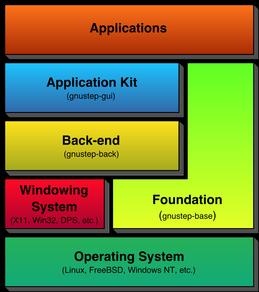 Applications
Application Kit
(gnustep-gui)
Back-end
(gnustep-back)
Windowing
System
(X11, Win32, DPS, etc.)
Foundation
(gnustep-base)
Operating System
(Linux, FreeBSD, Windows NT, etc.)